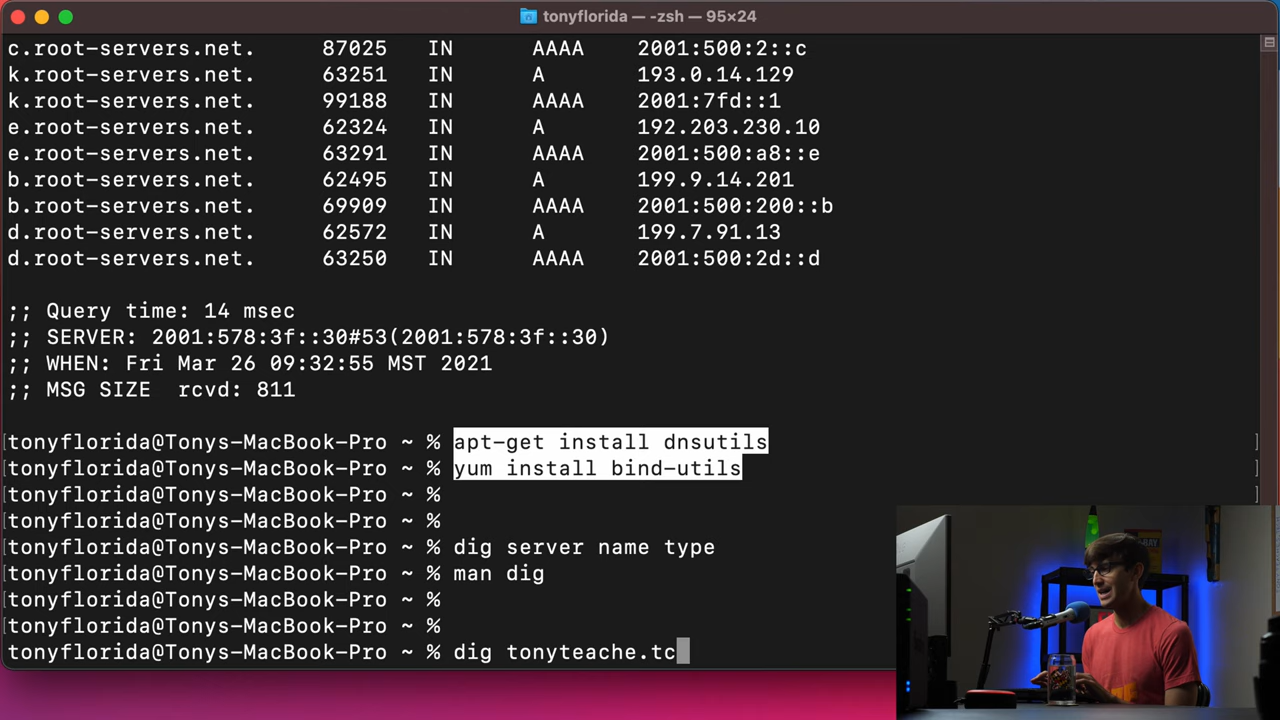 tonyflorida — -zsh — 95×24
c.root-servers.net. 87025 IN AAAA 2001:500:2::c
k.root-servers.net. 63251 IN A 193.0.14.129
k.root-servers.net. 99188 IN AAAA 2001:7fd::1
e.root-servers.net. 62324 IN A 192.203.230.10
e.root-servers.net. 63291 IN AAAA 2001:500:a8::e
b.root-servers.net. 62495 IN A 199.9.14.201
b.root-servers.net. 69909 IN AAAA 2001:500:200::b
d.root-servers.net. 62572 IN A 199.7.91.13
d.root-servers.net. 63250 IN AAAA 2001:500:2d::d
;; Query time: 14 msec
;; SERVER: 2001:578:3f::30#53(2001:578:3f::30)
;; WHEN: Fri Mar 26 09:32:55 MST 2021
;; MSG SIZE rcvd: 811
[tonyflorida@Tonys-MacBook-Pro ~ % apt-get install dnsutils ]
[tonyflorida@Tonys-MacBook-Pro ~ % yum install bind-utils ]
[tonyflorida@Tonys-MacBook-Pro ~ % ]
[tonyflorida@Tonys-MacBook-Pro ~ %
[tonyflorida@Tonys-MacBook-Pro ~ % dig server name type
[tonyflorida@Tonys-MacBook-Pro ~ % man dig
[tonyflorida@Tonys-MacBook-Pro ~ %
[tonyflorida@Tonys-MacBook-Pro ~ %
tonyflorida@Tonys-MacBook-Pro ~ % dig tonyteache.tc